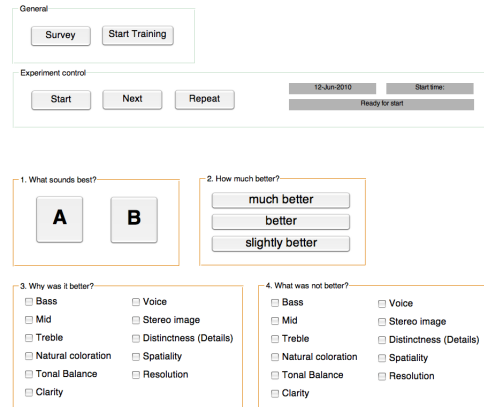 General
Survey
Start Training
Experiment control
Start
Next
Repeat
12-Jun-2010
Start time:
Ready for start
1. What sounds best?
A
B
2. How much better?
much better
better
slightly better
3. Why was it better?
Bass
Mid
Treble
Natural coloration
Tonal Balance
Clarity
Voice
Stereo image
Distinctness (Details)
Spatiality
Resolution
4. What was not better?
Bass
Mid
Treble
Natural coloration
Tonal Balance
Clarity
Voice
Stereo image
Distinctness (Details)
Spatiality
Resolution